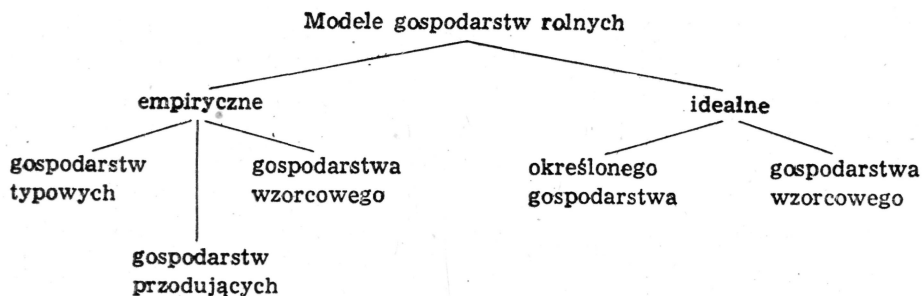 Modele gospodarstw rolnych
empiryczne
idealne
gospodarstw
typowych
gospodarstwa
wzorcowego
określonego
gospodarstwa
gospodarstwa
wzorcowego
gospodarstw
przodujących